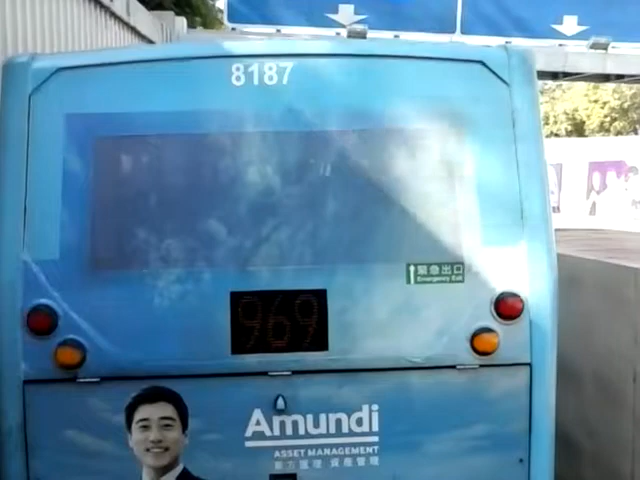 8187
緊急出口
Emergency Exit
969
Amundi
ASSET MANAGEMENT
東方匯理 資產管理